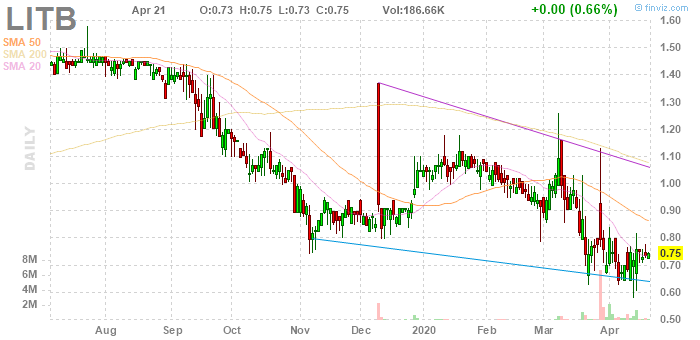 LITB
Apr 21 O:0.73 H:0.75 L:0.73 C:0.75 Vol:186.66K +0.00 (0.66%)
© finviz.com
SMA 50
SMA 200
SMA 20
DAILY
1.60
1.50
1.40
1.30
1.20
1.10
1.00
0.90
0.80
0.75
0.70
0.60
0.50
8M
6M
4M
2M
Aug Sep Oct Nov Dec 2020 Feb Mar Apr